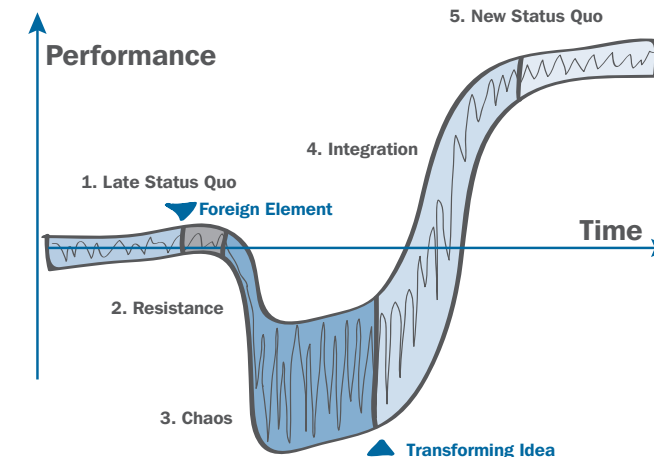 5. New Status Quo
Performance
4. Integration
1. Late Status Quo
Foreign Element
Time
2. Resistance
3. Chaos
Transforming Idea